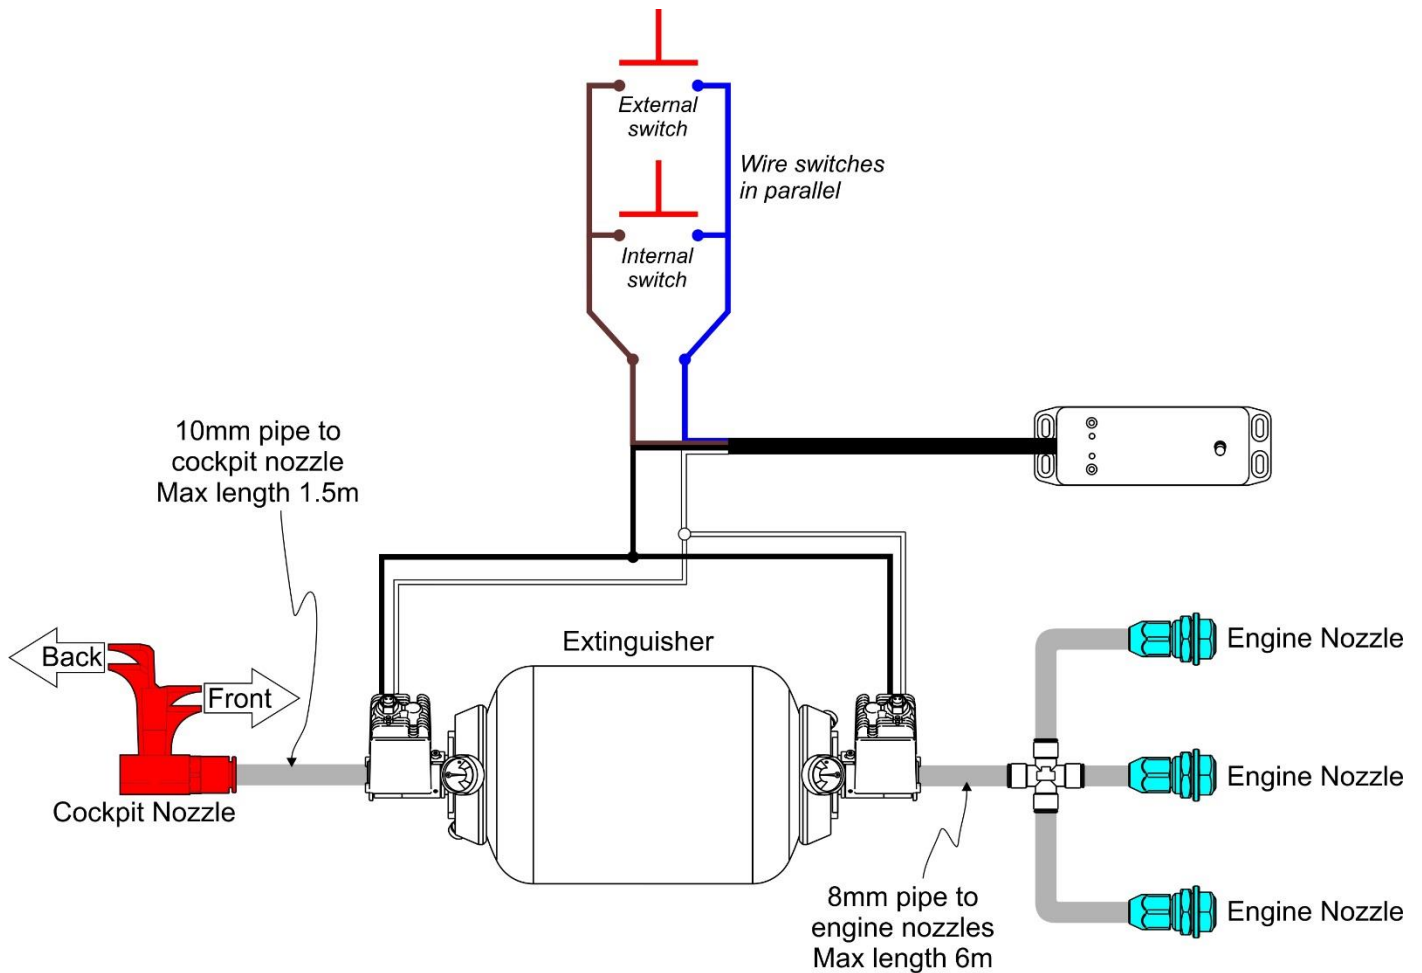 External
switch
Wire switches
in parallel
Internal
switch
10mm pipe to
cockpit nozzle
Max length 1.5m
Extinguisher
Back
Front
Cockpit Nozzle
Engine Nozzle
Engine Nozzle
Engine Nozzle
8mm pipe to
engine nozzles
Max length 6m